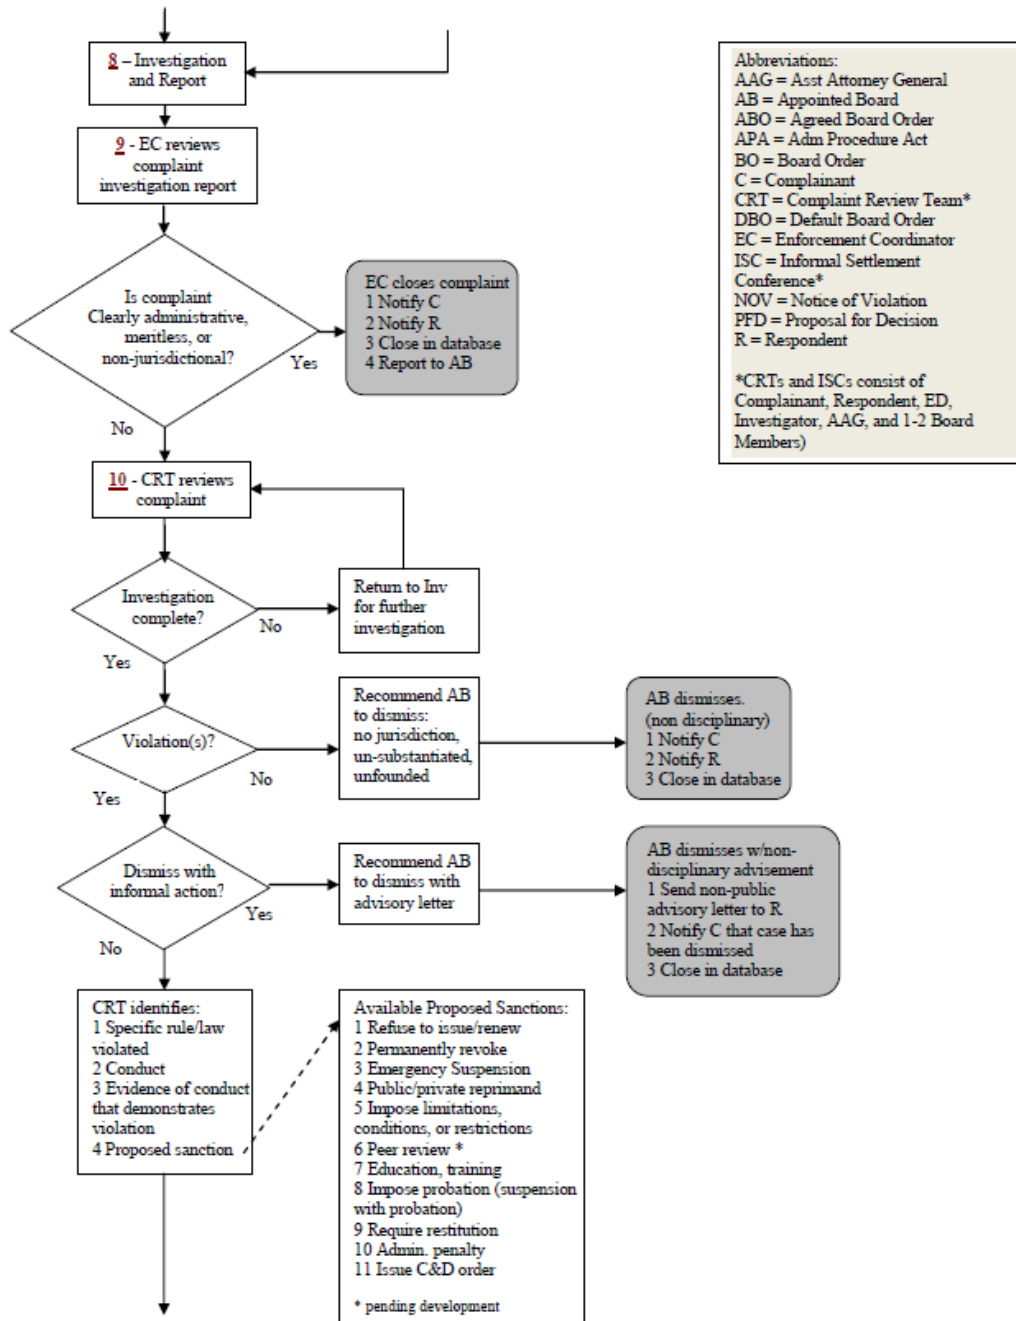 8 – Investigation
and Report
Abbreviations:
AAG = Asst Attorney General
AB = Appointed Board
ABO = Agreed Board Order
APA = Adm Procedure Act
BO = Board Order
C = Complainant
CRT = Complaint Review Team*
DBO = Default Board Order
EC = Enforcement Coordinator
ISC = Informal Settlement
Conference*
NOV = Notice of Violation
PFD = Proposal for Decision
R = Respondent
*CRTs and ISCs consist of
Complainant, Respondent, ED,
Investigator, AAG, and 1-2 Board
Members)
9 - EC reviews
complaint
investigation report
Is complaint
Clearly administrative,
meritless, or
non-jurisdictional?
Yes
No
EC closes complaint
1 Notify C
2 Notify R
3 Close in database
4 Report to AB
10 - CRT reviews
complaint
Investigation
complete?
No
Yes
Return to Inv
for further
investigation
Violation(s)?
No
Yes
Recommend AB
to dismiss:
no jurisdiction,
un-substantiated,
unfounded
AB dismisses.
(non disciplinary)
1 Notify C
2 Notify R
3 Close in database
Dismiss with
informal action?
Yes
No
Recommend AB
to dismiss with
advisory letter
AB dismisses w/non-
disciplinary advisement
1 Send non-public
advisory letter to R
2 Notify C that case has
been dismissed
3 Close in database
CRT identifies:
1 Specific rule/law
violated
2 Conduct
3 Evidence of conduct
that demonstrates
violation
4 Proposed sanction
Available Proposed Sanctions:
1 Refuse to issue/renew
2 Permanently revoke
3 Emergency Suspension
4 Public/private reprimand
5 Impose limitations,
conditions, or restrictions
6 Peer review *
7 Education, training
8 Impose probation (suspension
with probation)
9 Require restitution
10 Admin. penalty
11 Issue C&D order
* pending development